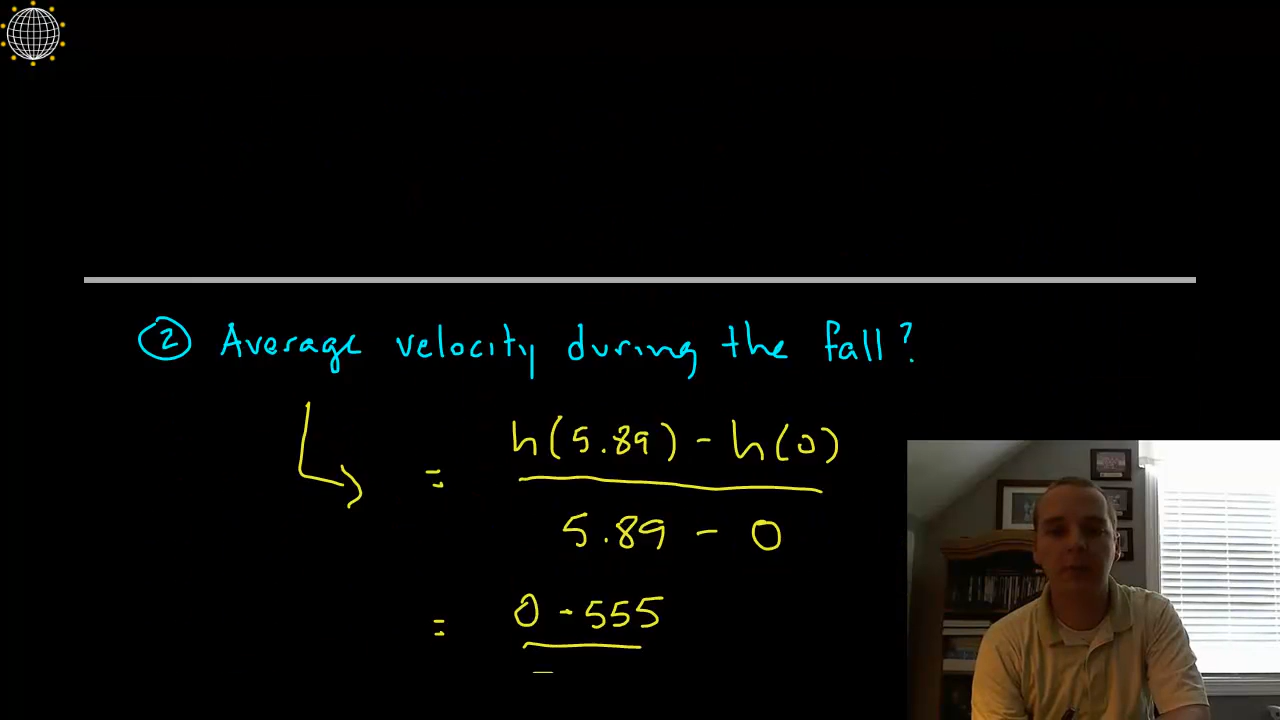 ② Average velocity during the fall?
= h(5.89) - h(0)
5.89 - 0
= 0 - 555